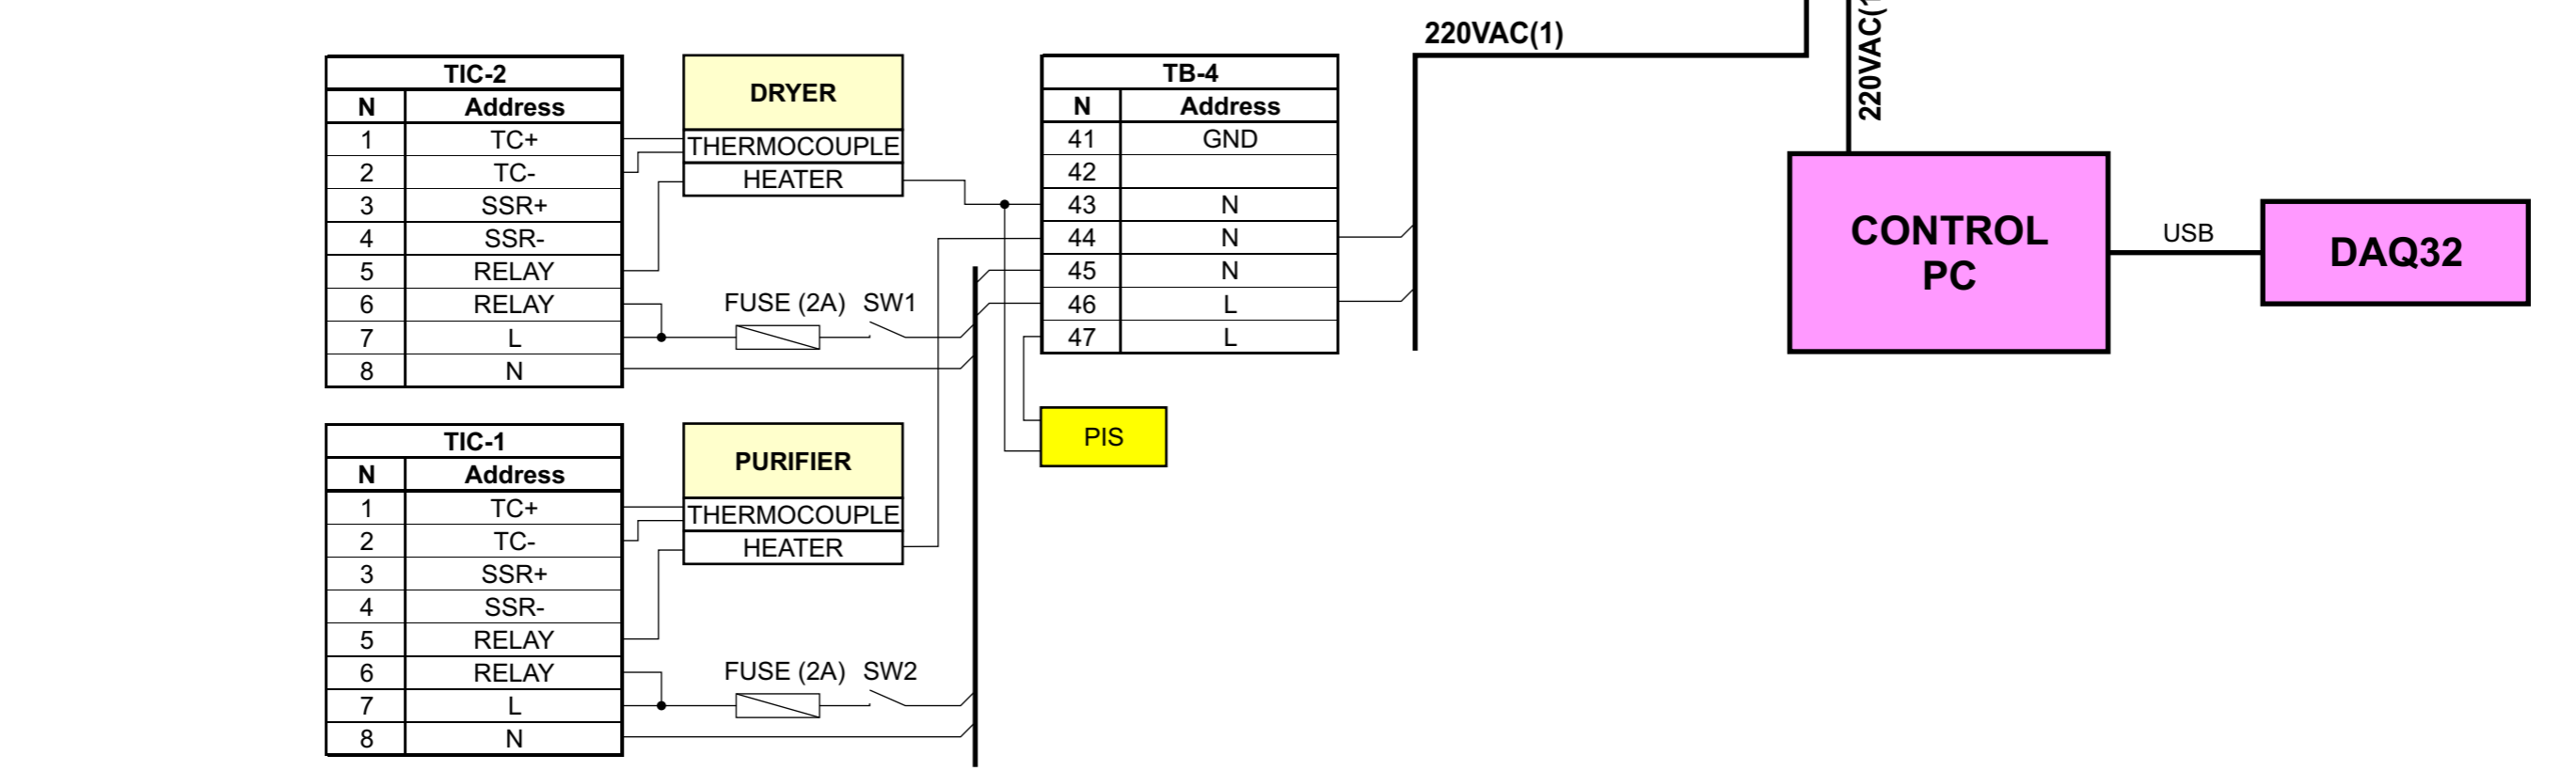 220VAC(1)
220VAC(1
TIC-2
N Address
1 TC+
2 TC-
3 SSR+
4 SSR-
5 RELAY
6 RELAY
7 L
8 N
DRYER
THERMOCOUPLE
HEATER
FUSE (2A) SW1
TB-4
N Address
41 GND
42
43 N
44 N
45 N
46 L
47 L
PIS
CONTROL
PC
USB
DAQ32
TIC-1
N Address
1 TC+
2 TC-
3 SSR+
4 SSR-
5 RELAY
6 RELAY
7 L
8 N
PURIFIER
THERMOCOUPLE
HEATER
FUSE (2A) SW2